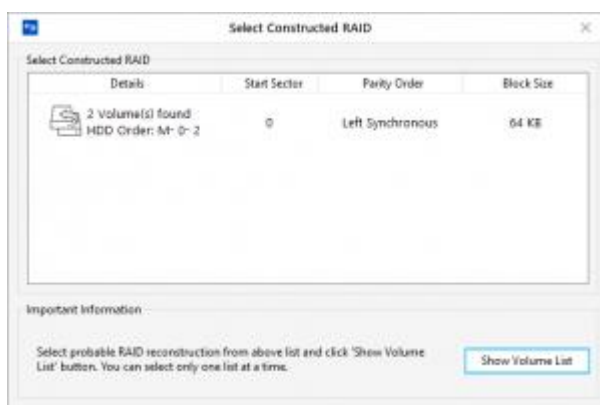 Select Constructed RAID
Select Constructed RAID
Details Start Sector Parity Order Block Size
2 Volume(s) found
HDD Order: M- 0- 2
0 Left Synchronous 64 KB
Important Information
Select probable RAID reconstruction from above list and click 'Show Volume
List' button. You can select only one list at a time.
Show Volume List